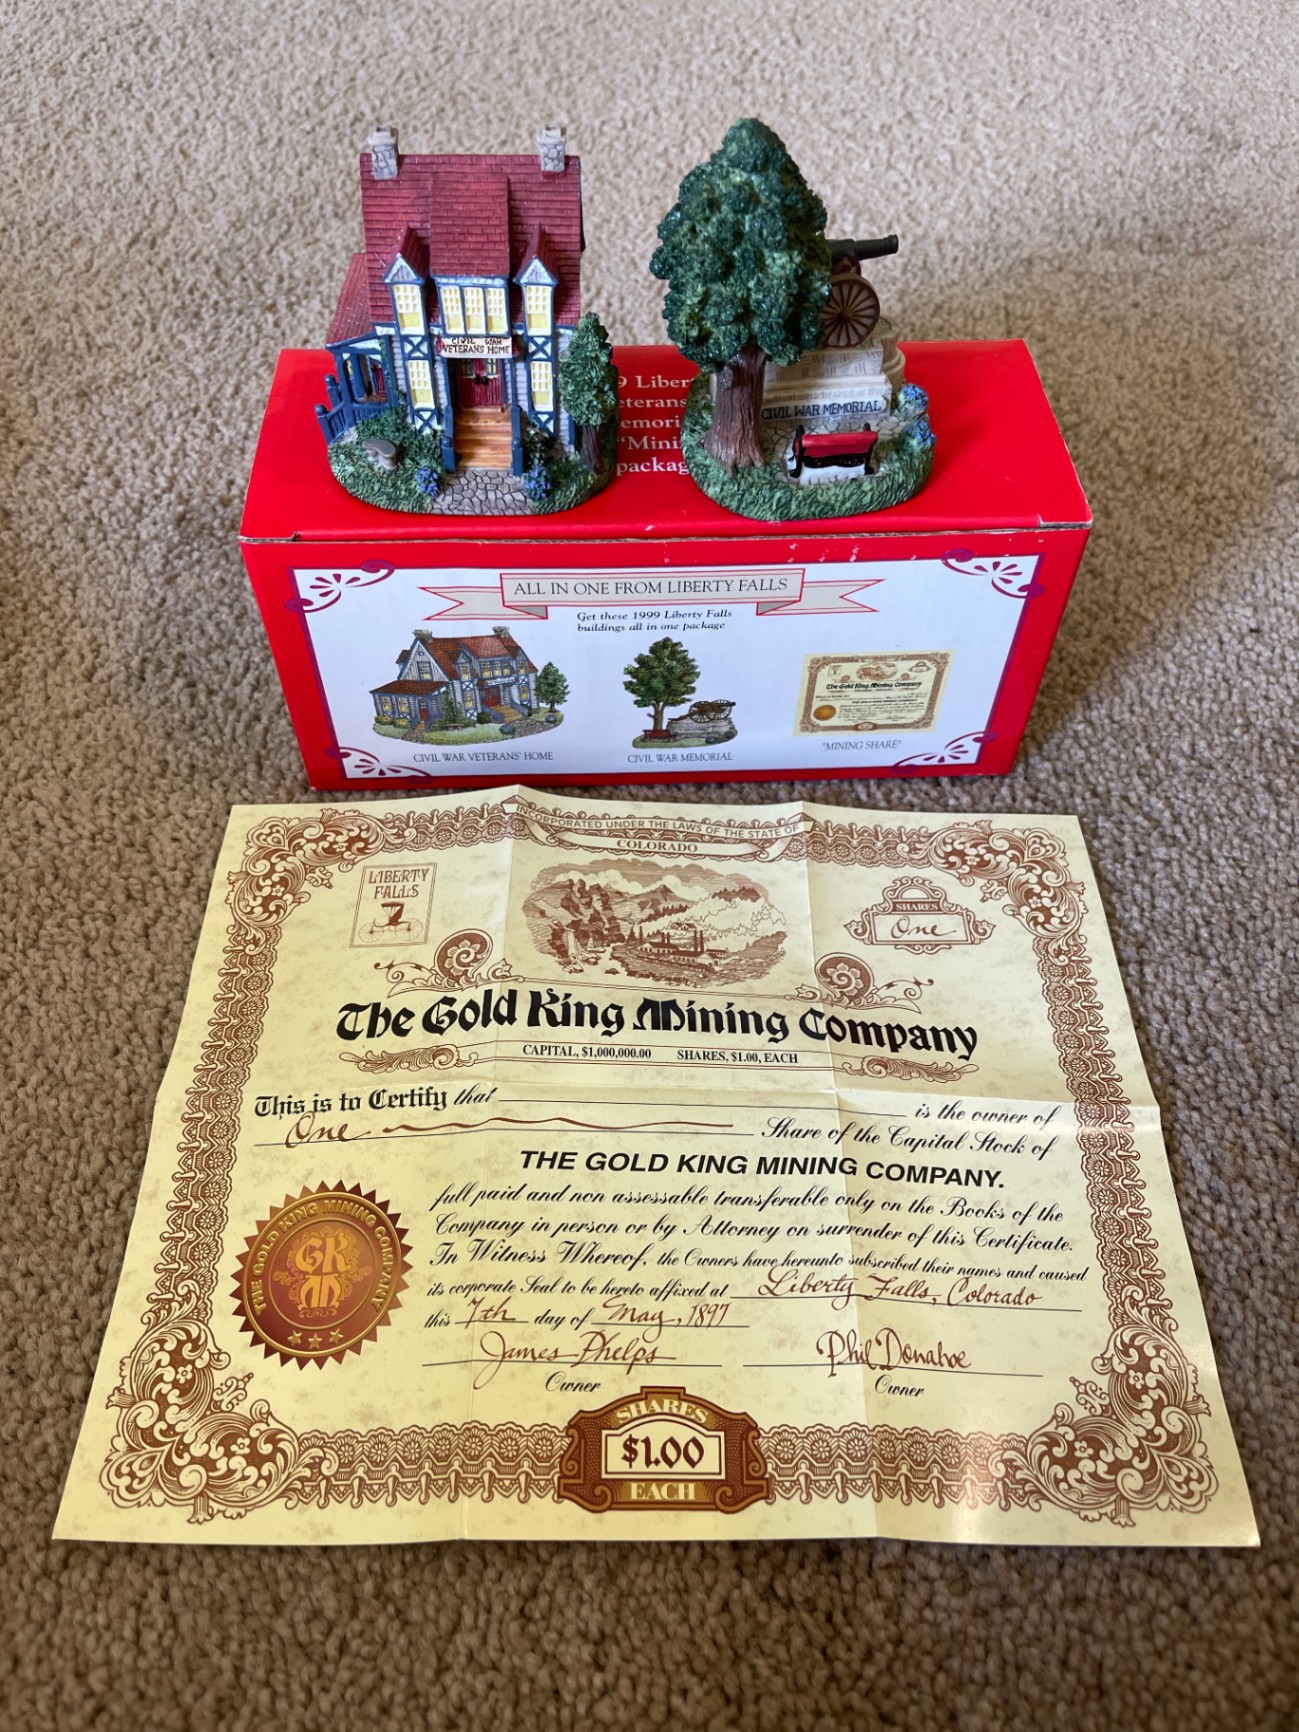 CIVIL WAR
VETERANS HOME
CIVIL WAR MEMORIAL
9 Liber
eterans
emori
"Mini
packag
ALL IN ONE FROM LIBERTY FALLS
Get these 1999 Liberty Falls
buildings all in one package
The Gold King Mining Company
CIVIL WAR VETERANS' HOME
CIVIL WAR MEMORIAL
"MINING SHARE"
INCORPORATED UNDER THE LAWS OF THE STATE OF
COLORADO
LIBERTY
FALLS
SHARES
One
The Gold King Mining Company
CAPITAL, $1,000,000.00 SHARES, $1.00, EACH
This is to Certify that is the owner of
One Share of the Capital Stock of
THE GOLD KING MINING COMPANY.
full paid and non assessable transferable only on the Books of the
Company in person or by Attorney on surrender of this Certificate.
In Witness Whereof, the Owners have hereunto subscribed their names and caused
its corporate Seal to be hereto affixed at Liberty Falls, Colorado
this 7th day of May, 1897
James Phelps Phil Donahoe
Owner Owner
THE GOLD KING MINING COMPANY
GK
M
SHARES
$1.00
EACH